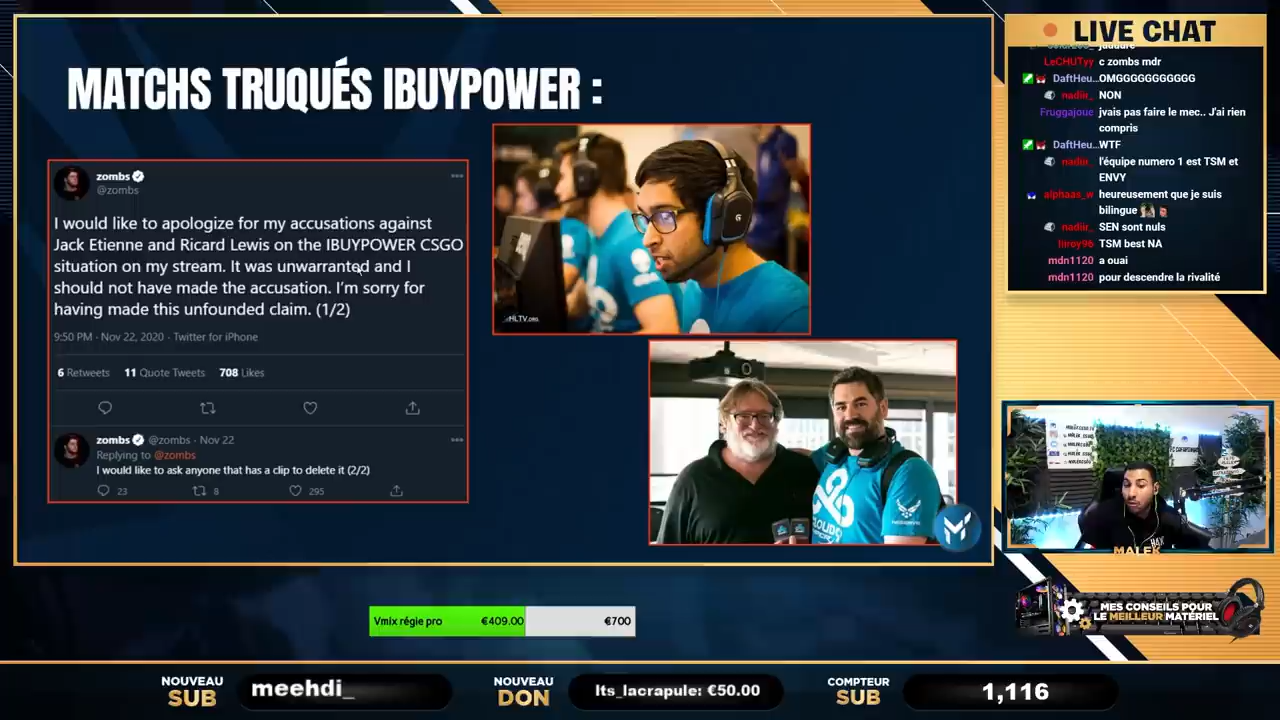 MATCHS TRUQUÉS IBUYPOWER :
zombs
@zombs
I would like to apologize for my accusations against
Jack Etienne and Ricard Lewis on the IBUYPOWER CSGO
situation on my stream. It was unwarranted and I
should not have made the accusation. I'm sorry for
having made this unfounded claim. (1/2)
9:50 PM · Nov 22, 2020 · Twitter for iPhone
6 Retweets 11 Quote Tweets 708 Likes
zombs @zombs · Nov 22
Replying to @zombs
I would like to ask anyone that has a clip to delete it (2/2)
23 8 295
HLTV.ORG
G
LIVE CHAT
LeCHUTyy c zombs mdr
DaftHeu.. OMGGGGGGGGGGG
nadiir_ NON
Fruggajoue jvais pas faire le mec.. J'ai rien
compris
DaftHeu.. WTF
nadiir_ l'équipe numero 1 est TSM et
ENVY
alphaas_w heureusement que je suis
bilingue
nadiir_ SEN sont nuls
liiroy96 TSM best NA
mdn1120 a ouai
mdn1120 pour descendre la rivalité
MALEK
MES CONSEILS POUR
LE MEILLEUR MATÉRIEL
Vmix régie pro €409.00 €700
NOUVEAU
SUB
meehdi_
NOUVEAU
DON
Its_lacrapule: €50.00
COMPTEUR
SUB
1,116